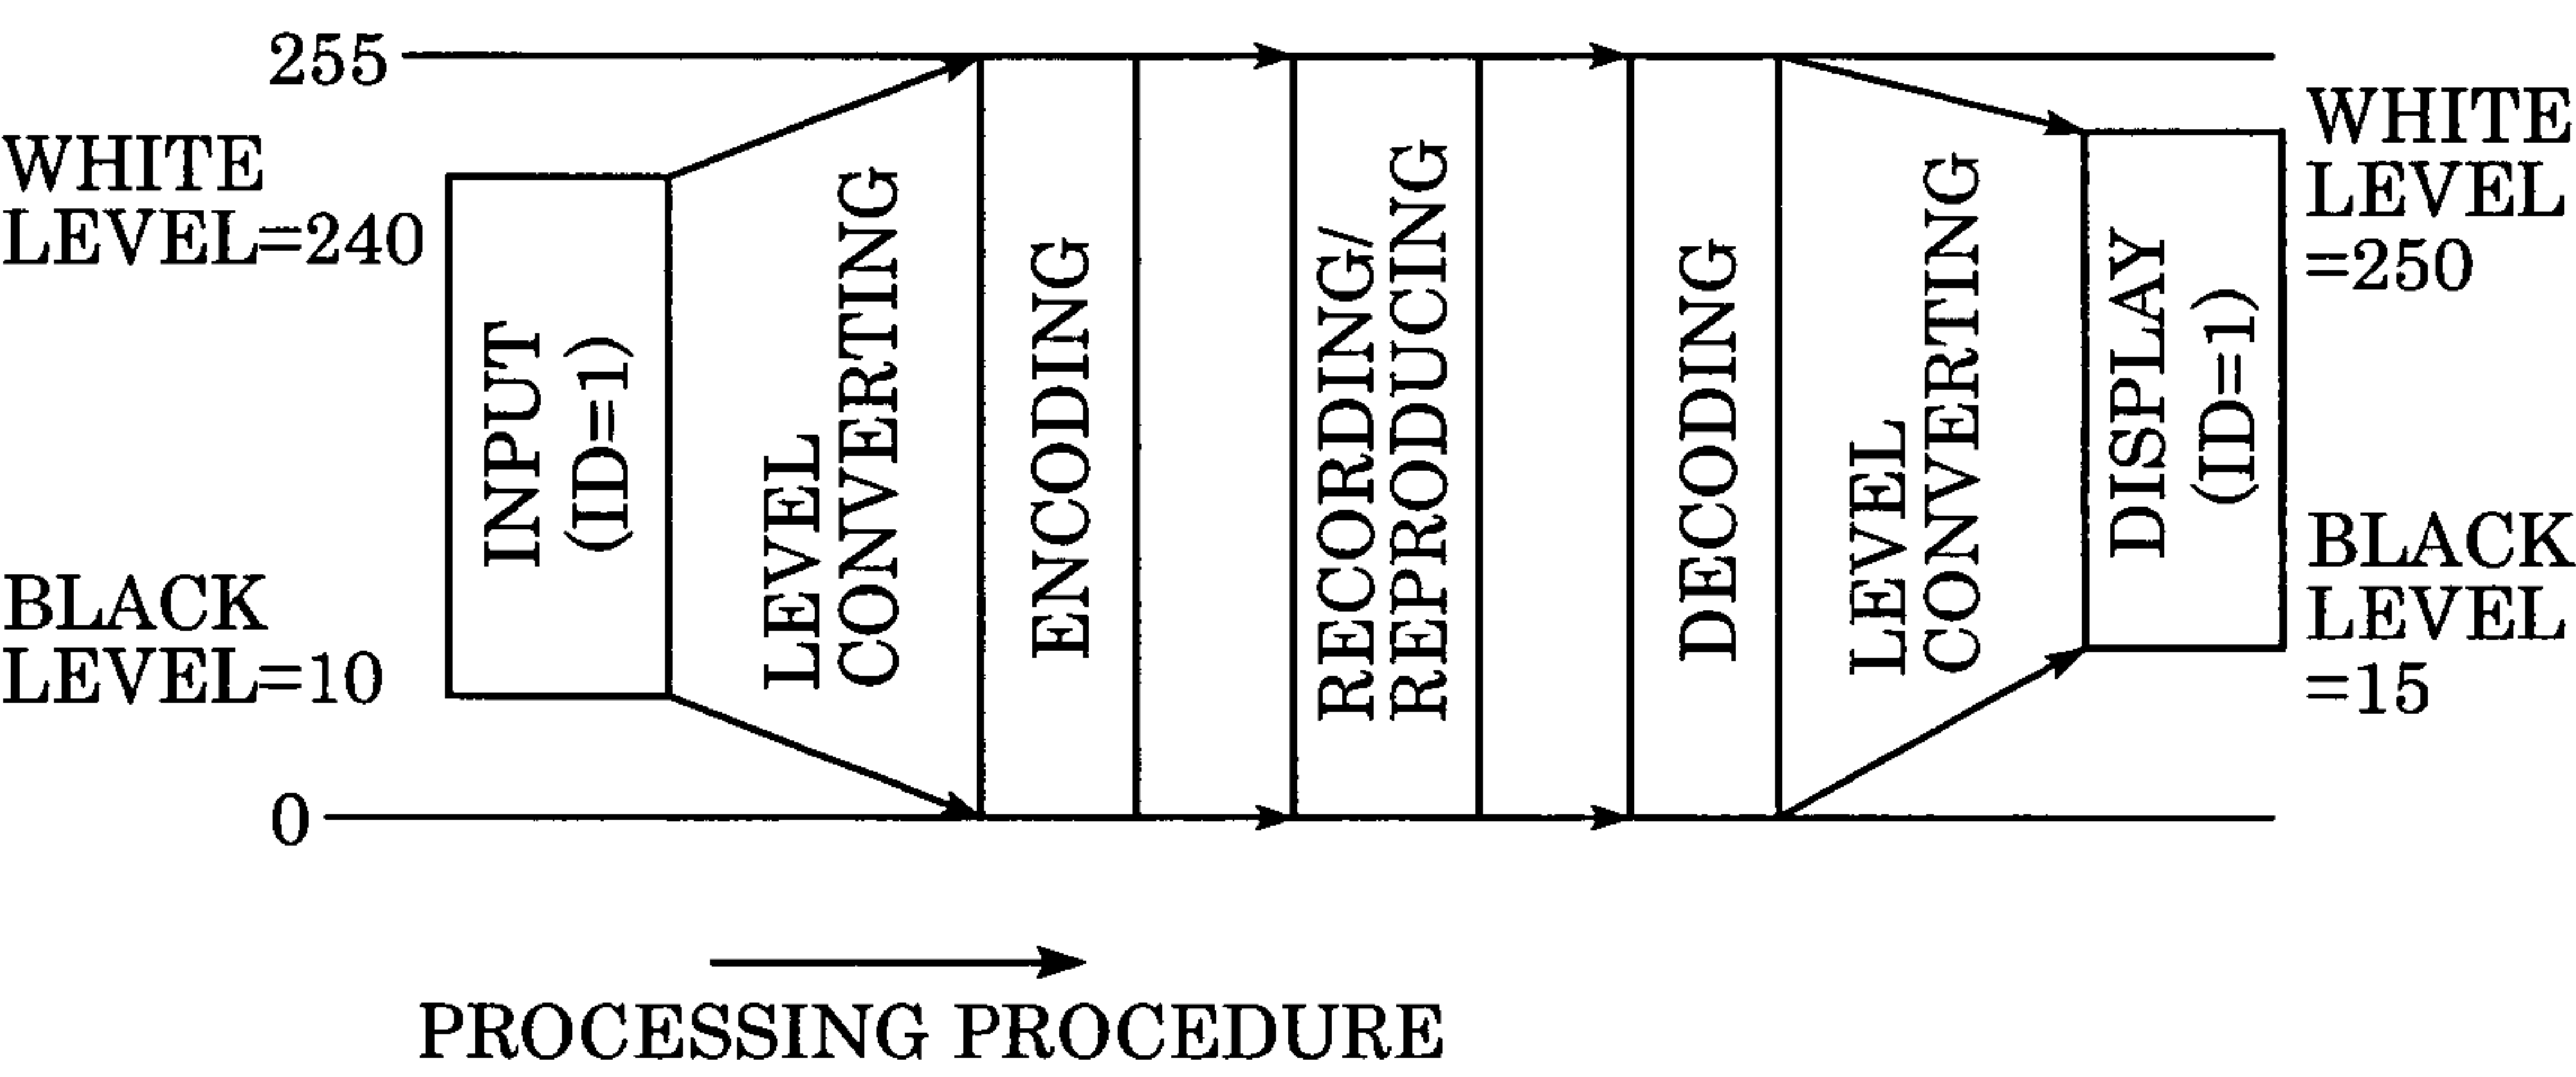 255
WHITE
LEVEL=240
BLACK
LEVEL=10
0
INPUT
(ID=1)
LEVEL
CONVERTING
ENCODING
RECORDING/
REPRODUCING
DECODING
LEVEL
CONVERTING
DISPLAY
(ID=1)
WHITE
LEVEL
=250
BLACK
LEVEL
=15
PROCESSING PROCEDURE